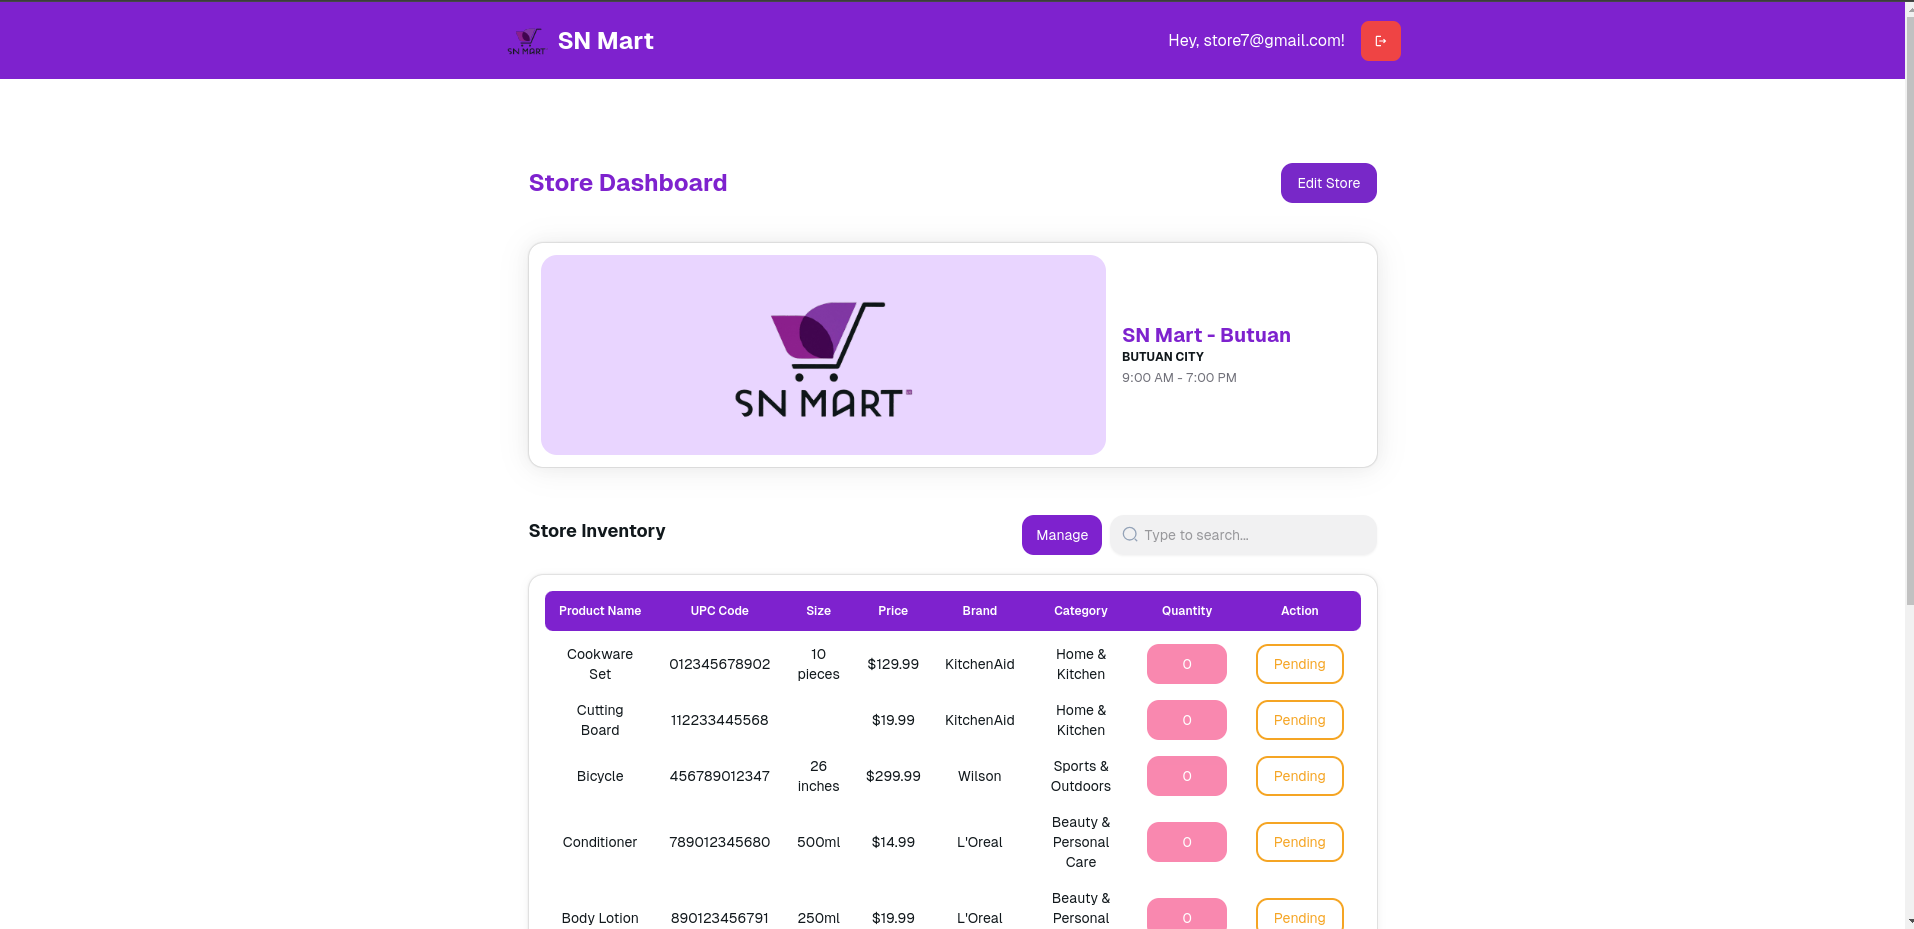 SN MART
SN Mart
Hey, store7@gmail.com!
Store Dashboard
Edit Store
SN MART
SN Mart - Butuan
BUTUAN CITY
9:00 AM - 7:00 PM
Store Inventory
Manage
Type to search...
Product Name UPC Code Size Price Brand Category Quantity Action
Cookware Set 012345678902 10 pieces $129.99 KitchenAid Home & Kitchen 0 Pending
Cutting Board 112233445568 $19.99 KitchenAid Home & Kitchen 0 Pending
Bicycle 456789012347 26 inches $299.99 Wilson Sports & Outdoors 0 Pending
Conditioner 789012345680 500ml $14.99 L'Oreal Beauty & Personal Care 0 Pending
Body Lotion 890123456791 250ml $19.99 L'Oreal Beauty & Personal 0 Pending